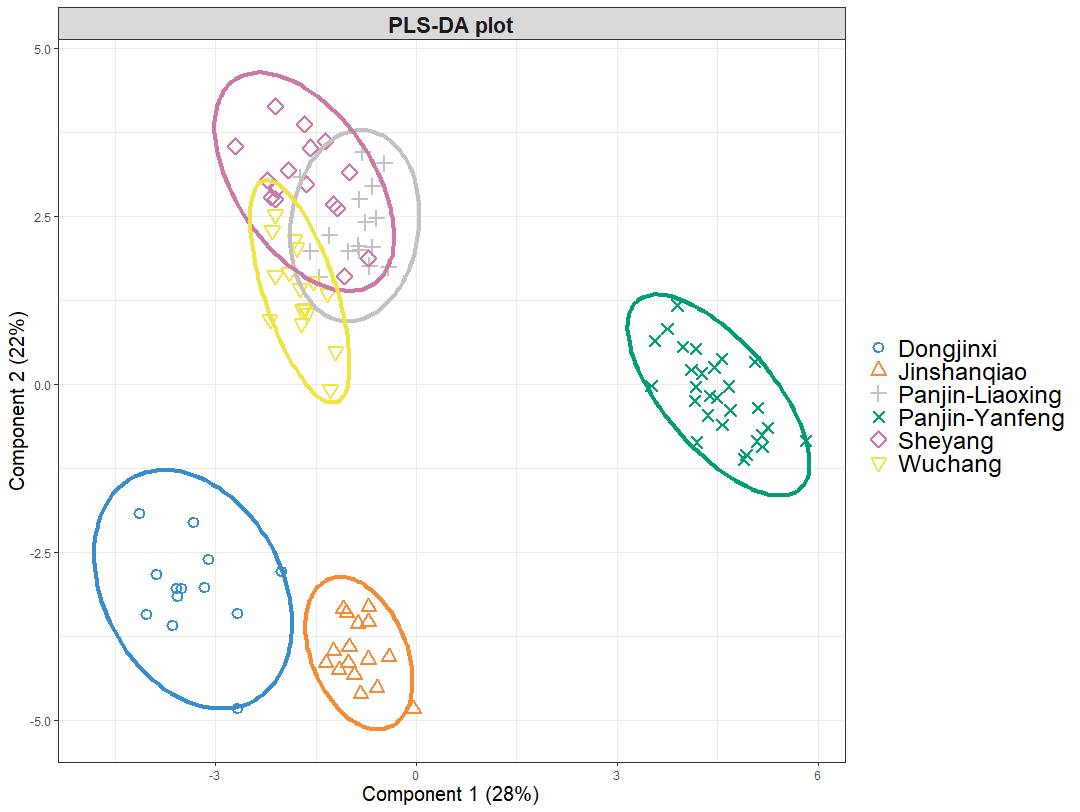 PLS-DA plot
5.0
2.5
0.0
-2.5
-5.0
Component 2 (22%)
-3
0
3
6
Component 1 (28%)
Dongjinxi
Jinshanqiao
Panjin-Liaoxing
Panjin-Yanfeng
Sheyang
Wuchang